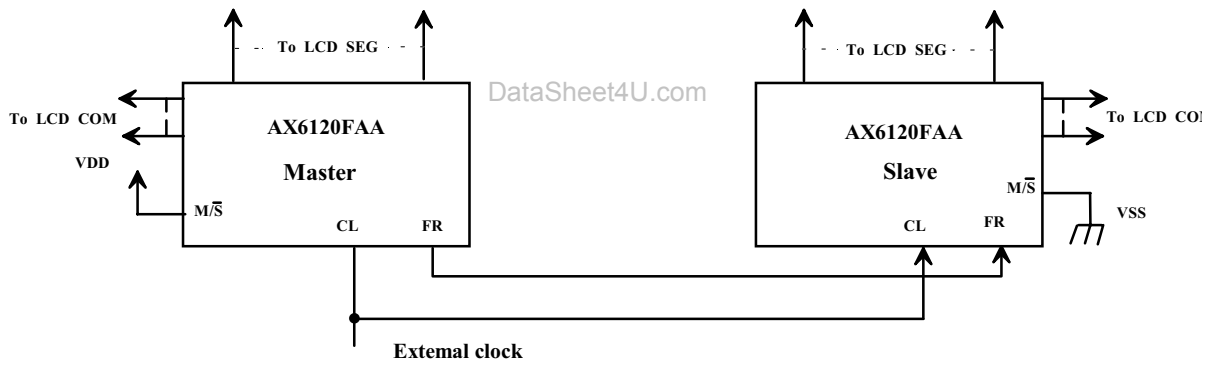 To LCD SEG
To LCD SEG
DataSheet4U.com
To LCD COM
AX6120FAA
AX6120FAA
To LCD COM
VDD
Master
Slave
M/S̅
M/S̅
VSS
CL
FR
CL
FR
Extemal clock